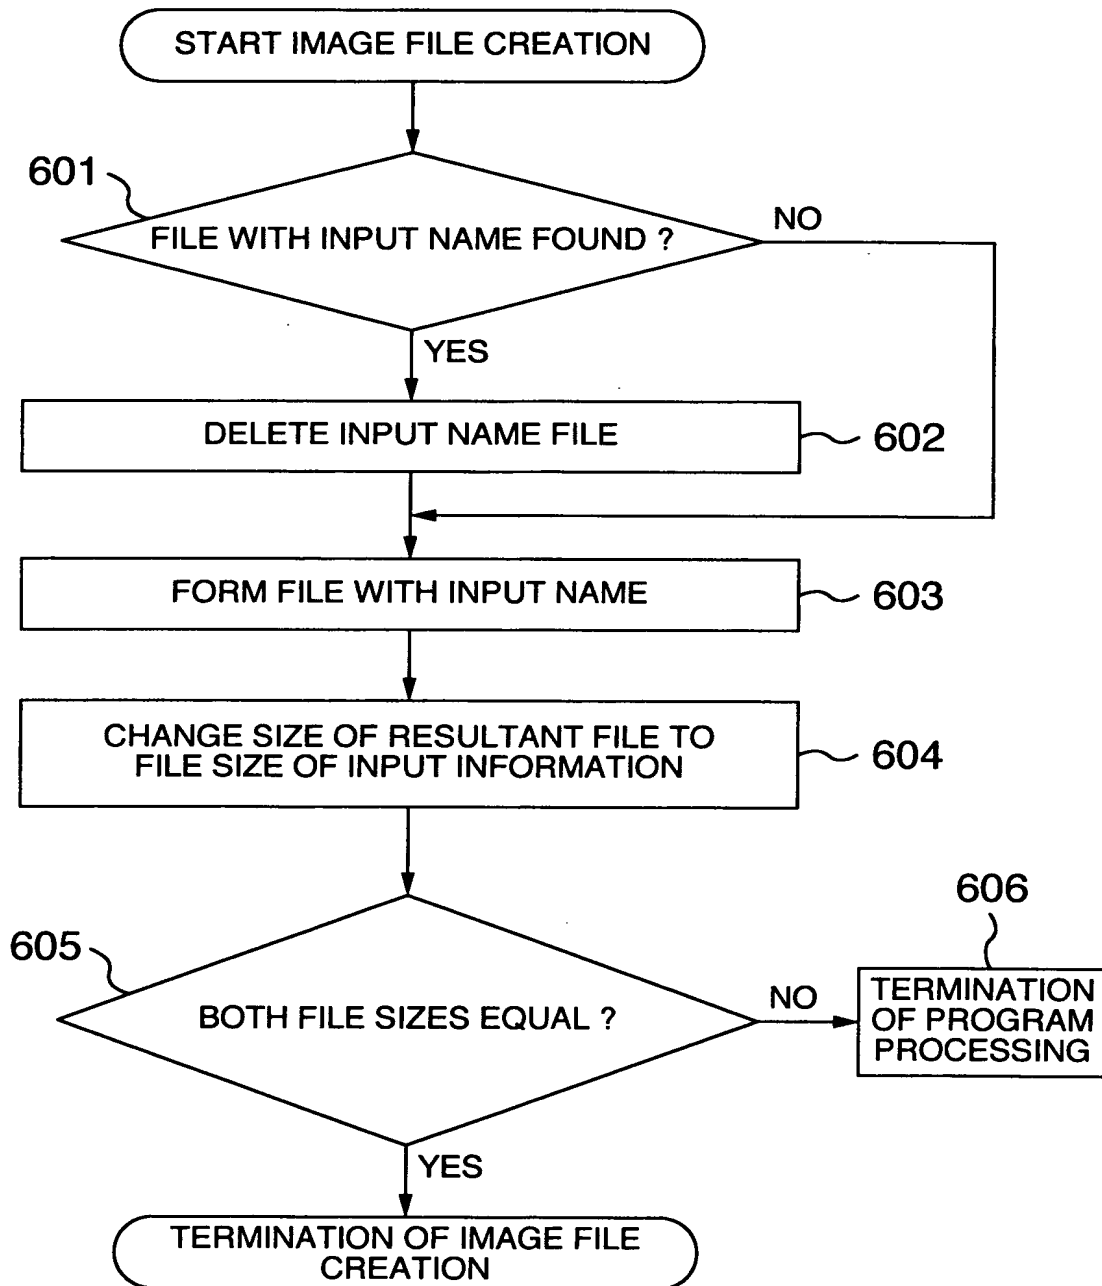 START IMAGE FILE CREATION
601
FILE WITH INPUT NAME FOUND ?
NO
YES
DELETE INPUT NAME FILE
602
FORM FILE WITH INPUT NAME
603
CHANGE SIZE OF RESULTANT FILE TO
FILE SIZE OF INPUT INFORMATION
604
605
BOTH FILE SIZES EQUAL ?
NO
606
TERMINATION
OF PROGRAM
PROCESSING
YES
TERMINATION OF IMAGE FILE
CREATION